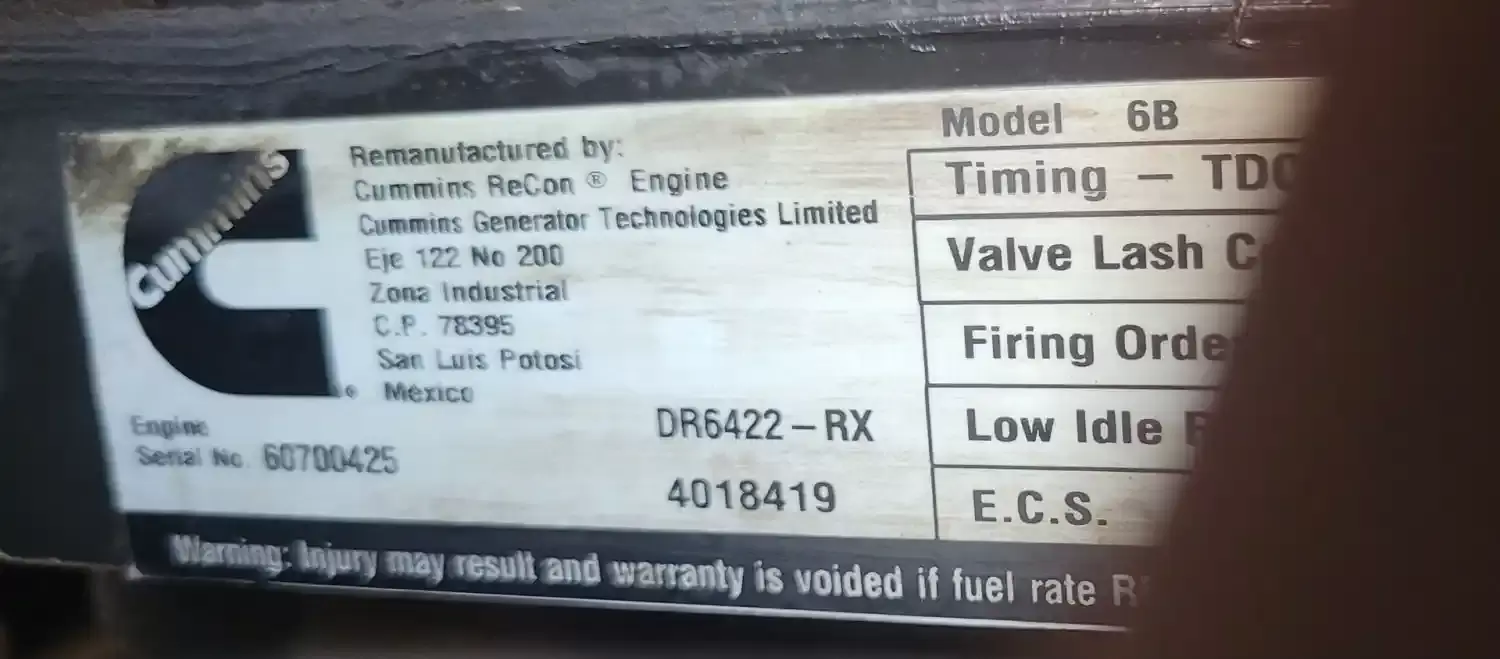 Cummins
Remanufactured by:
Cummins ReCon ® Engine
Cummins Generator Technologies Limited
Eje 122 No 200
Zona Industrial
C.P. 78395
San Luis Potosi
Mexico
Engine
Serial No. 60700425
DR6422-RX
4018419
Model 6B
Timing - TDC
Valve Lash
Firing Order
Low Idle
E.C.S.
Warning: Injury may result and warranty is voided if fuel rate